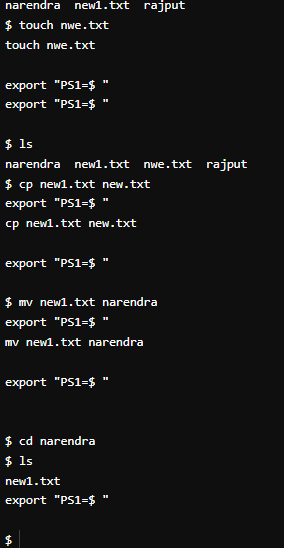 narendra  new1.txt  rajput
$ touch nwe.txt
touch nwe.txt
export "PS1=$ "
export "PS1=$ "
$ ls
narendra  new1.txt  nwe.txt  rajput
$ cp new1.txt new.txt
export "PS1=$ "
cp new1.txt new.txt
export "PS1=$ "
$ mv new1.txt narendra
export "PS1=$ "
mv new1.txt narendra
export "PS1=$ "
$ cd narendra
$ ls
new1.txt
export "PS1=$ "
$